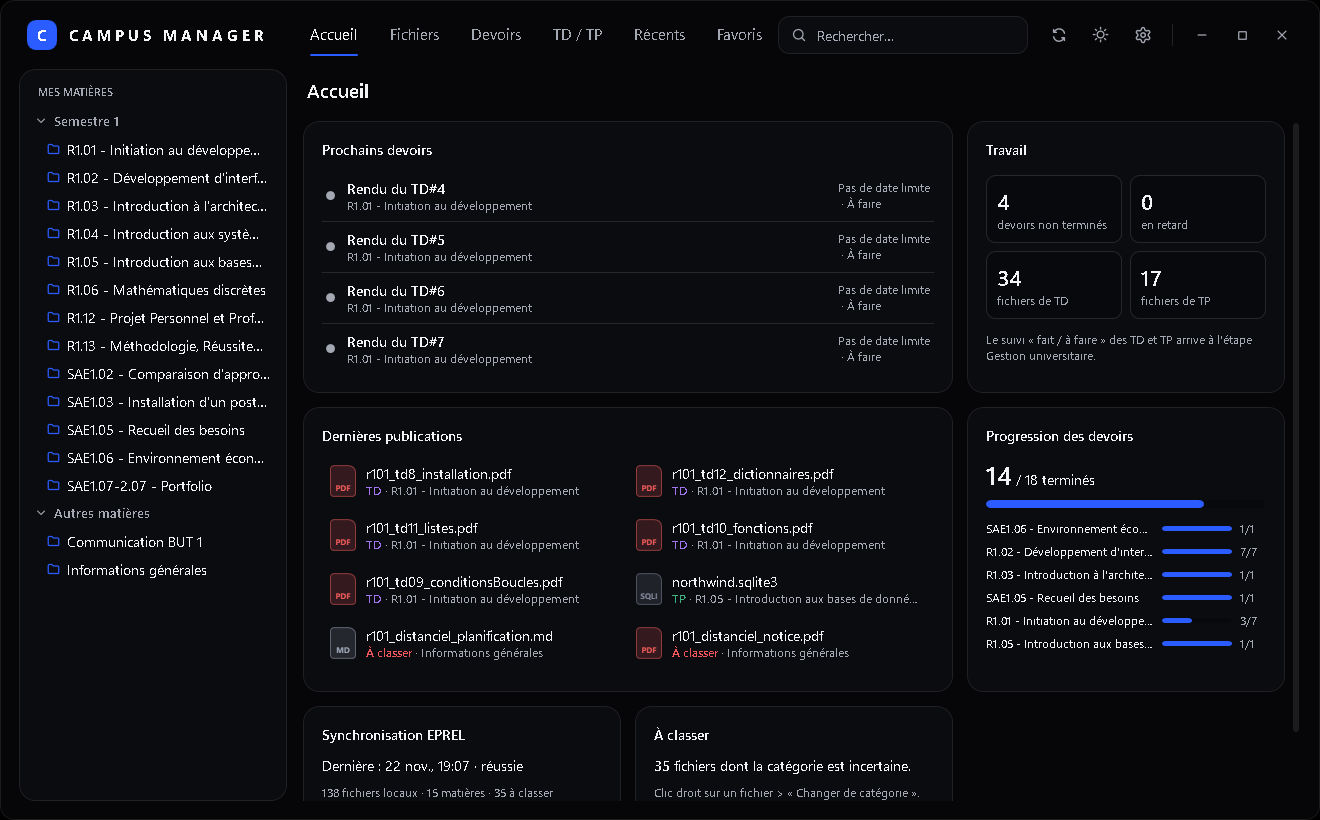 C CAMPUS MANAGER
Accueil
Fichiers
Devoirs
TD / TP
Récents
Favoris
Rechercher...
MES MATIÈRES
Semestre 1
R1.01 - Initiation au développe...
R1.02 - Développement d'interf...
R1.03 - Introduction à l'architec...
R1.04 - Introduction aux systè...
R1.05 - Introduction aux bases...
R1.06 - Mathématiques discrètes
R1.12 - Projet Personnel et Prof...
R1.13 - Méthodologie, Réussite...
SAE1.02 - Comparaison d'appro...
SAE1.03 - Installation d'un post...
SAE1.05 - Recueil des besoins
SAE1.06 - Environnement écon...
SAE1.07-2.07 - Portfolio
Autres matières
Communication BUT 1
Informations générales
Accueil
Prochains devoirs
Rendu du TD#4
R1.01 - Initiation au développement
Pas de date limite
· À faire
Rendu du TD#5
R1.01 - Initiation au développement
Pas de date limite
· À faire
Rendu du TD#6
R1.01 - Initiation au développement
Pas de date limite
· À faire
Rendu du TD#7
R1.01 - Initiation au développement
Pas de date limite
· À faire
Travail
4
devoirs non terminés
0
en retard
34
fichiers de TD
17
fichiers de TP
Le suivi « fait / à faire » des TD et TP arrive à l'étape
Gestion universitaire.
Dernières publications
PDF
r101_td8_installation.pdf
TD · R1.01 - Initiation au développement
PDF
r101_td12_dictionnaires.pdf
TD · R1.01 - Initiation au développement
PDF
r101_td11_listes.pdf
TD · R1.01 - Initiation au développement
PDF
r101_td10_fonctions.pdf
TD · R1.01 - Initiation au développement
PDF
r101_td09_conditionsBoucles.pdf
TD · R1.01 - Initiation au développement
SQLI
northwind.sqlite3
TP · R1.05 - Introduction aux bases de donné...
MD
r101_distanciel_planification.md
À classer · Informations générales
PDF
r101_distanciel_notice.pdf
À classer · Informations générales
Progression des devoirs
14 / 18 terminés
SAE1.06 - Environnement éco... 1/1
R1.02 - Développement d'inter... 7/7
R1.03 - Introduction à l'archite... 1/1
SAE1.05 - Recueil des besoins 1/1
R1.01 - Initiation au développe... 3/7
R1.05 - Introduction aux bases... 1/1
Synchronisation EPREL
Dernière : 22 nov., 19:07 · réussie
138 fichiers locaux · 15 matières · 35 à classer
À classer
35 fichiers dont la catégorie est incertaine.
Clic droit sur un fichier > « Changer de catégorie ».